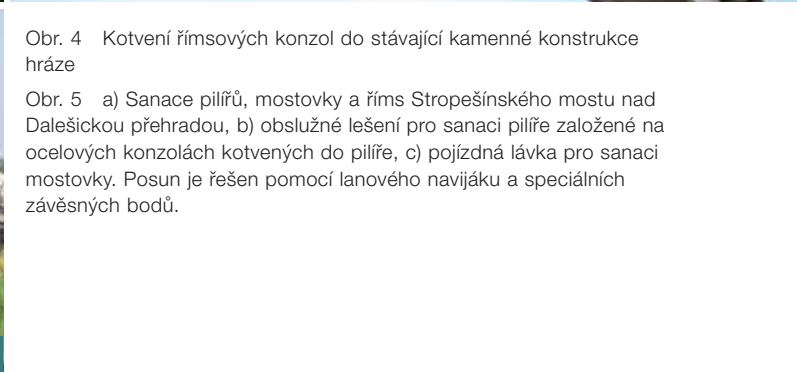 Obr. 4 Kotvení římsových konzol do stávající kamenné konstrukce
hráze
Obr. 5 a) Sanace pilířů, mostovky a říms Stropešínského mostu nad
Dalešickou přehradou, b) obslužné lešení pro sanaci pilíře založené na
ocelových konzolách kotvených do pilíře, c) pojízdná lávka pro sanaci
mostovky. Posun je řešen pomocí lanového navijáku a speciálních
závěsných bodů.